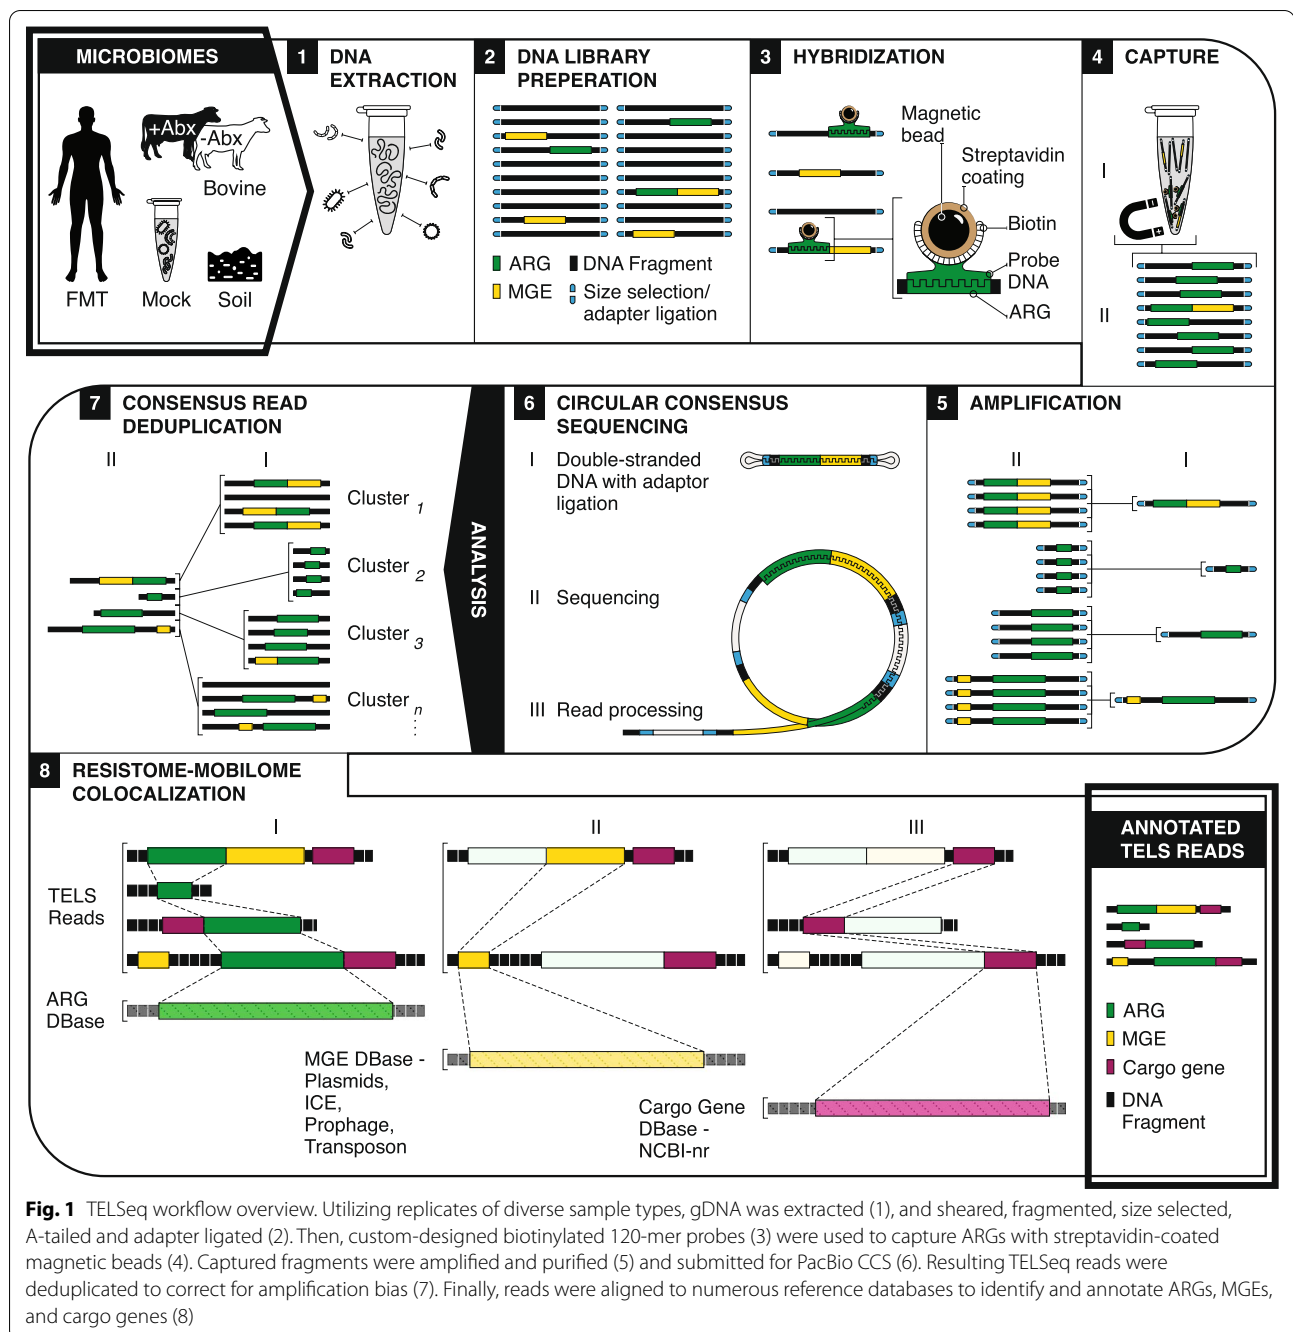 MICROBIOMES
+Abx
-Abx
Bovine
FMT
Mock
Soil
1 DNA
EXTRACTION
2 DNA LIBRARY
PREPERATION
ARG
MGE
DNA Fragment
Size selection/
adapter ligation
3 HYBRIDIZATION
Magnetic
bead
Streptavidin
coating
Biotin
Probe
DNA
ARG
4 CAPTURE
I
II
7 CONSENSUS READ
DEDUPLICATION
II
I
Cluster 1
Cluster 2
Cluster 3
Cluster n
⋮
ANALYSIS
6 CIRCULAR CONSENSUS
SEQUENCING
I Double-stranded
DNA with adaptor
ligation
II Sequencing
III Read processing
5 AMPLIFICATION
II
I
8 RESISTOME-MOBILOME
COLOCALIZATION
I
II
III
TELS
Reads
ARG
DBase
MGE DBase -
Plasmids,
ICE,
Prophage,
Transposon
Cargo Gene
DBase -
NCBI-nr
ANNOTATED
TELS READS
ARG
MGE
Cargo gene
DNA
Fragment
Fig. 1 TELSeq workflow overview. Utilizing replicates of diverse sample types, gDNA was extracted (1), and sheared, fragmented, size selected,
A-tailed and adapter ligated (2). Then, custom-designed biotinylated 120-mer probes (3) were used to capture ARGs with streptavidin-coated
magnetic beads (4). Captured fragments were amplified and purified (5) and submitted for PacBio CCS (6). Resulting TELSeq reads were
deduplicated to correct for amplification bias (7). Finally, reads were aligned to numerous reference databases to identify and annotate ARGs, MGEs,
and cargo genes (8)